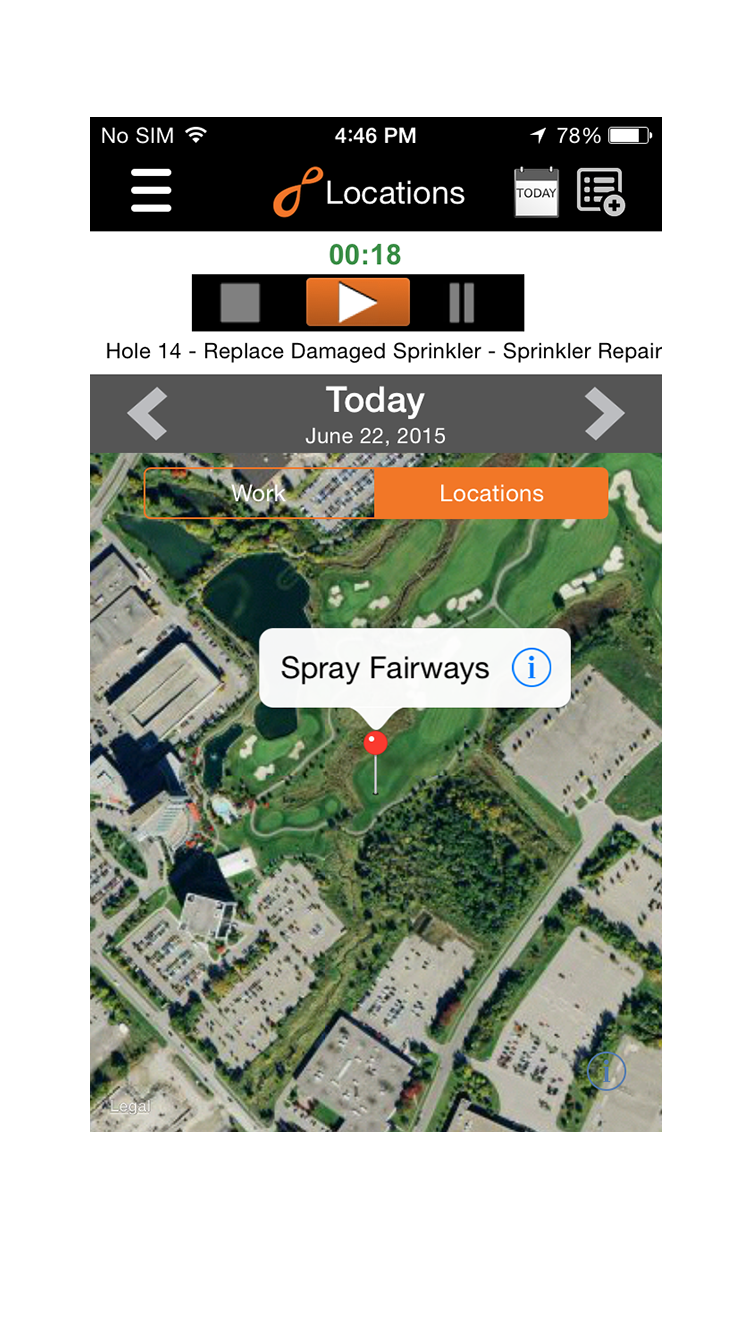 No SIM 4:46 PM 78%
Locations TODAY
00:18
Hole 14 - Replace Damaged Sprinkler - Sprinkler Repair
Today
June 22, 2015
Work Locations
Spray Fairways i
i
Legal